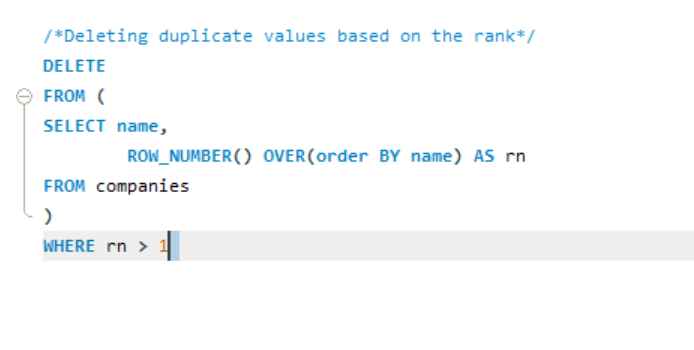 /*Deleting duplicate values based on the rank*/
DELETE
FROM (
SELECT name,
ROW_NUMBER() OVER(order BY name) AS rn
FROM companies
)
WHERE rn > 1